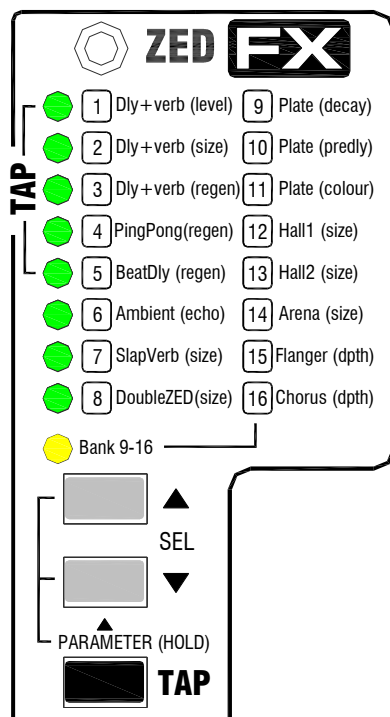 ZED FX
1 Dly+verb (level) 9 Plate (decay)
2 Dly+verb (size) 10 Plate (predly)
3 Dly+verb (regen) 11 Plate (colour)
TAP
4 PingPong(regen) 12 Hall1 (size)
5 BeatDly (regen) 13 Hall2 (size)
6 Ambient (echo) 14 Arena (size)
7 SlapVerb (size) 15 Flanger (dpth)
8 DoubleZED(size) 16 Chorus (dpth)
Bank 9-16
SEL
PARAMETER (HOLD)
TAP